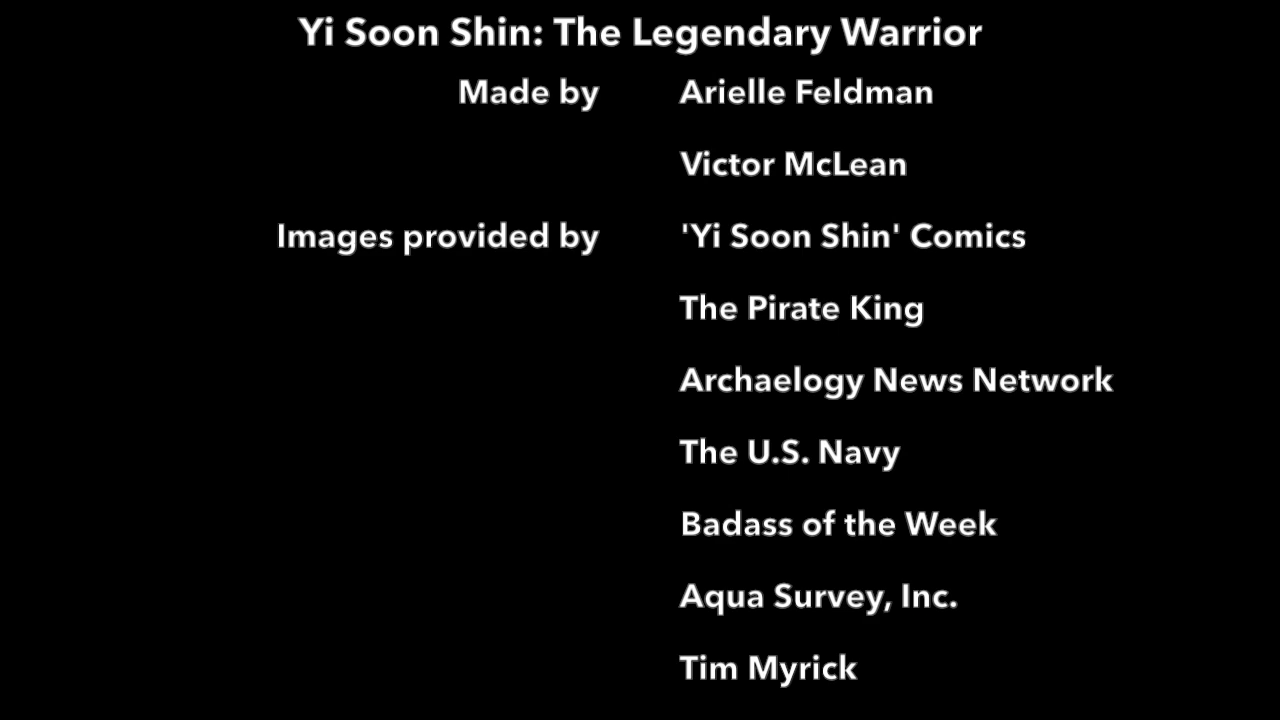 Yi Soon Shin: The Legendary Warrior
Made by Arielle Feldman
Victor McLean
Images provided by 'Yi Soon Shin' Comics
The Pirate King
Archaelogy News Network
The U.S. Navy
Badass of the Week
Aqua Survey, Inc.
Tim Myrick